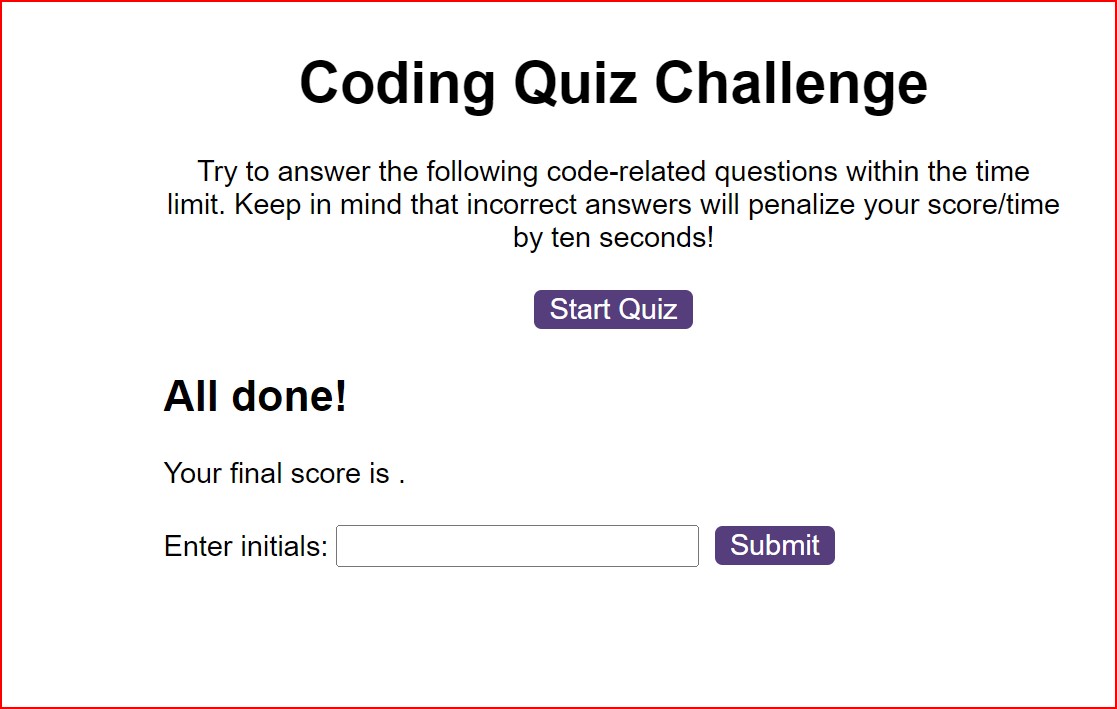 Coding Quiz Challenge
Try to answer the following code-related questions within the time
limit. Keep in mind that incorrect answers will penalize your score/time
by ten seconds!
Start Quiz
All done!
Your final score is .
Enter initials: Submit